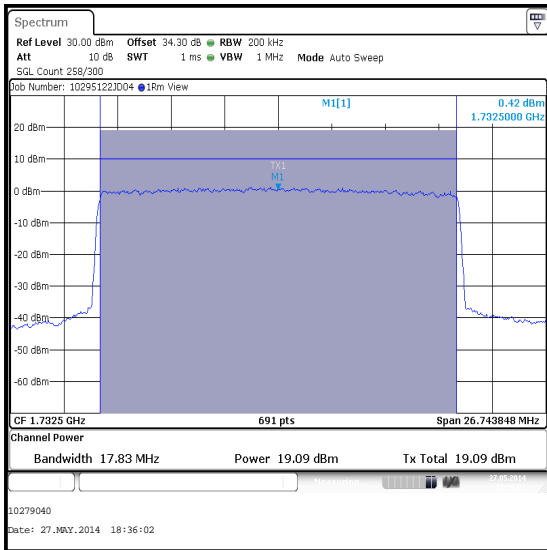 Spectrum
Ref Level 30.00 dBm Offset 34.30 dB RBW 200 kHz
Att 10 dB SWT 1 ms VBW 1 MHz Mode Auto Sweep
SGL Count 258/300
Job Number: 10295122JD04 1Rm View
M1[1] 0.42 dBm
1.7325000 GHz
20 dBm
10 dBm
TX1
M1
0 dBm
-10 dBm
-20 dBm
-30 dBm
-40 dBm
-50 dBm
-60 dBm
CF 1.7325 GHz 691 pts Span 26.743848 MHz
Channel Power
Bandwidth 17.83 MHz Power 19.09 dBm Tx Total 19.09 dBm
Measuring... 27.05.2014
10279040
Date: 27.MAY.2014 18:36:02